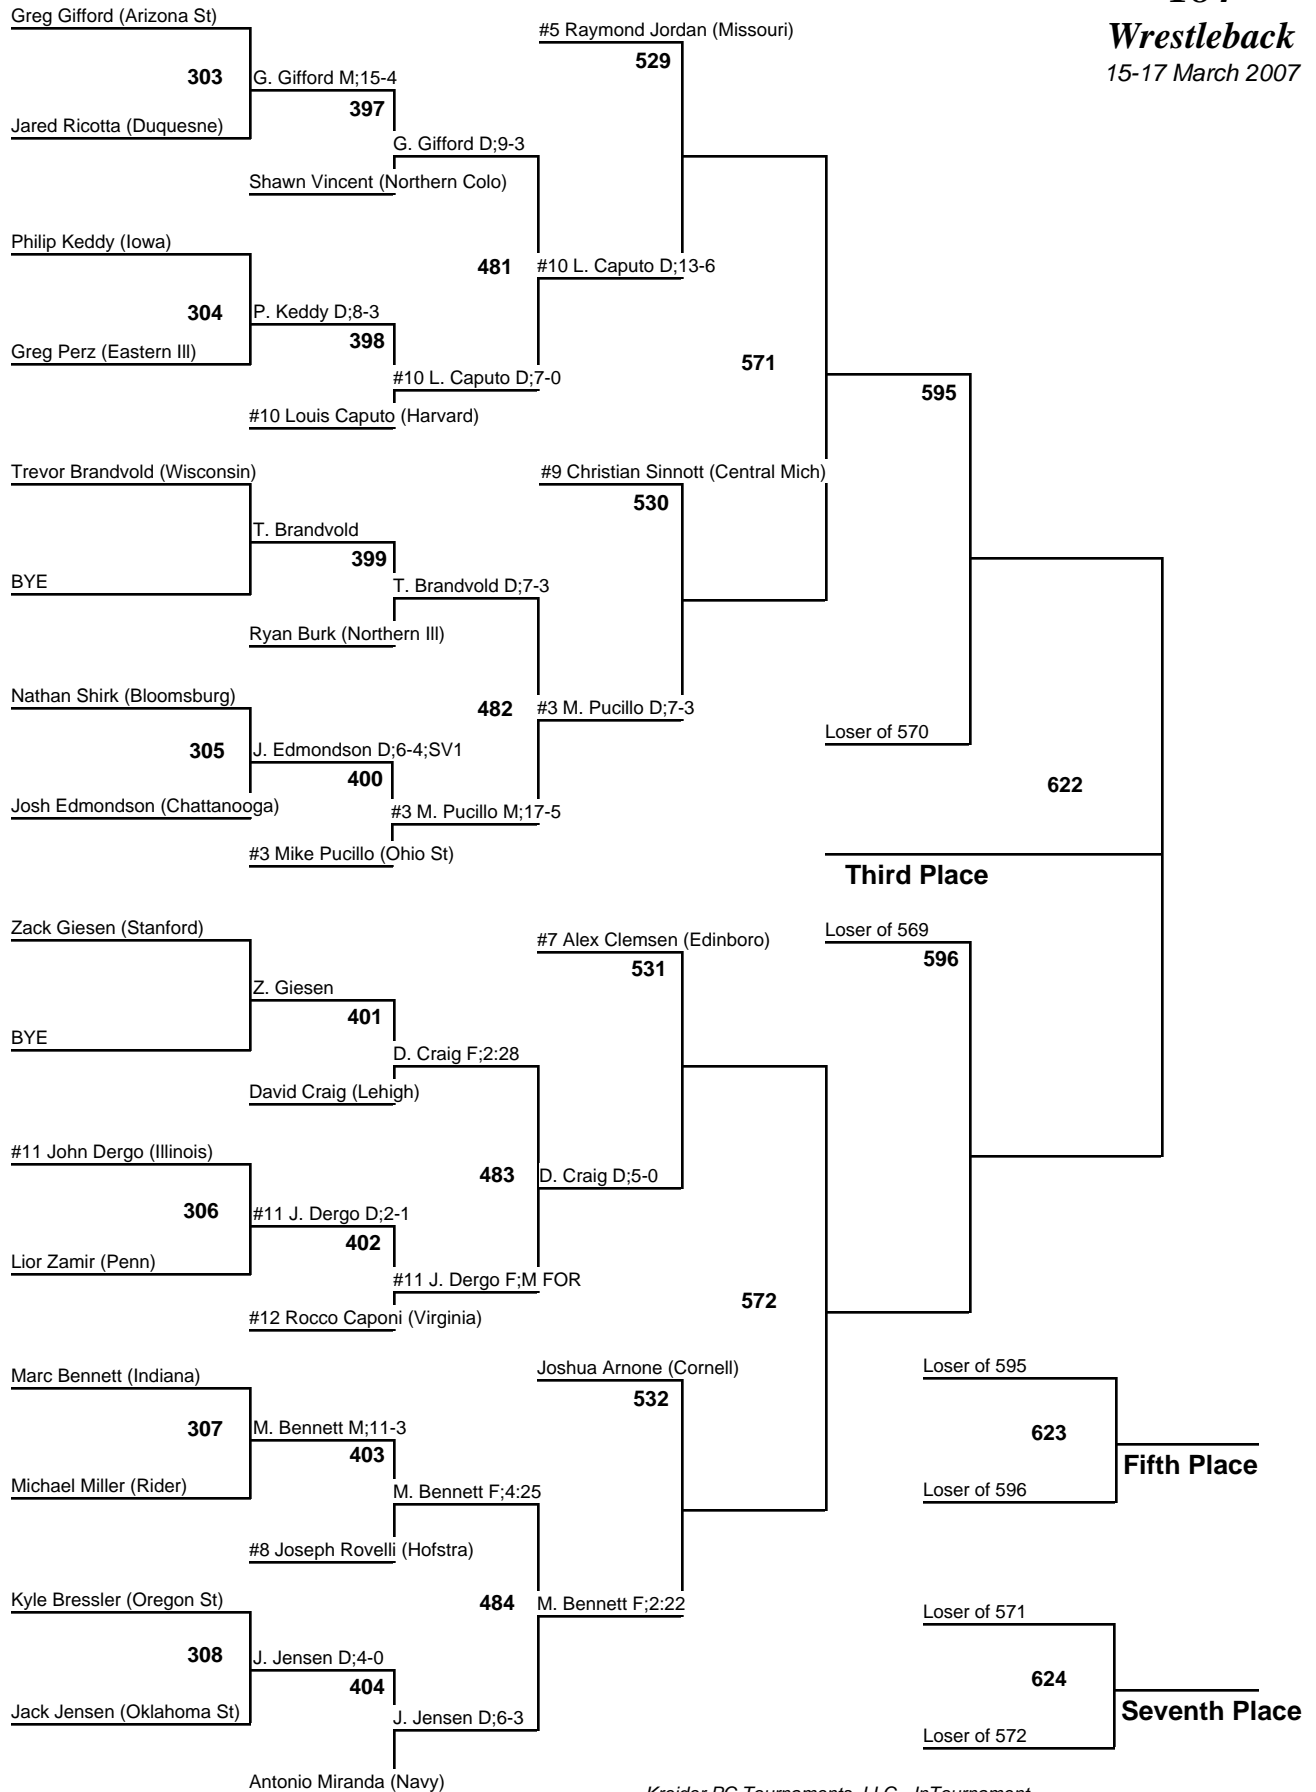 Greg Gifford (Arizona St)
303
Jared Ricotta (Duquesne)
G. Gifford M;15-4
397
G. Gifford D;9-3
Shawn Vincent (Northern Colo)
Philip Keddy (Iowa)
304
Greg Perz (Eastern Ill)
P. Keddy D;8-3
398
#10 L. Caputo D;7-0
#10 Louis Caputo (Harvard)
481
#10 L. Caputo D;13-6
#5 Raymond Jordan (Missouri)
529
Wrestleback
15-17 March 2007
571
595
Trevor Brandvold (Wisconsin)
BYE
T. Brandvold
399
T. Brandvold D;7-3
Ryan Burk (Northern Ill)
#9 Christian Sinnott (Central Mich)
530
Nathan Shirk (Bloomsburg)
305
Josh Edmondson (Chattanooga)
J. Edmondson D;6-4;SV1
400
#3 M. Pucillo M;17-5
#3 Mike Pucillo (Ohio St)
482
#3 M. Pucillo D;7-3
Loser of 570
622
Third Place
Zack Giesen (Stanford)
BYE
Z. Giesen
401
D. Craig F;2:28
David Craig (Lehigh)
#7 Alex Clemsen (Edinboro)
531
Loser of 569
596
#11 John Dergo (Illinois)
306
Lior Zamir (Penn)
#11 J. Dergo D;2-1
402
#11 J. Dergo F;M FOR
#12 Rocco Caponi (Virginia)
483
D. Craig D;5-0
572
Marc Bennett (Indiana)
307
Michael Miller (Rider)
M. Bennett M;11-3
403
M. Bennett F;4:25
#8 Joseph Rovelli (Hofstra)
Joshua Arnone (Cornell)
532
Loser of 595
623
Fifth Place
Loser of 596
Kyle Bressler (Oregon St)
308
Jack Jensen (Oklahoma St)
J. Jensen D;4-0
404
J. Jensen D;6-3
Antonio Miranda (Navy)
484
M. Bennett F;2:22
Loser of 571
624
Seventh Place
Loser of 572